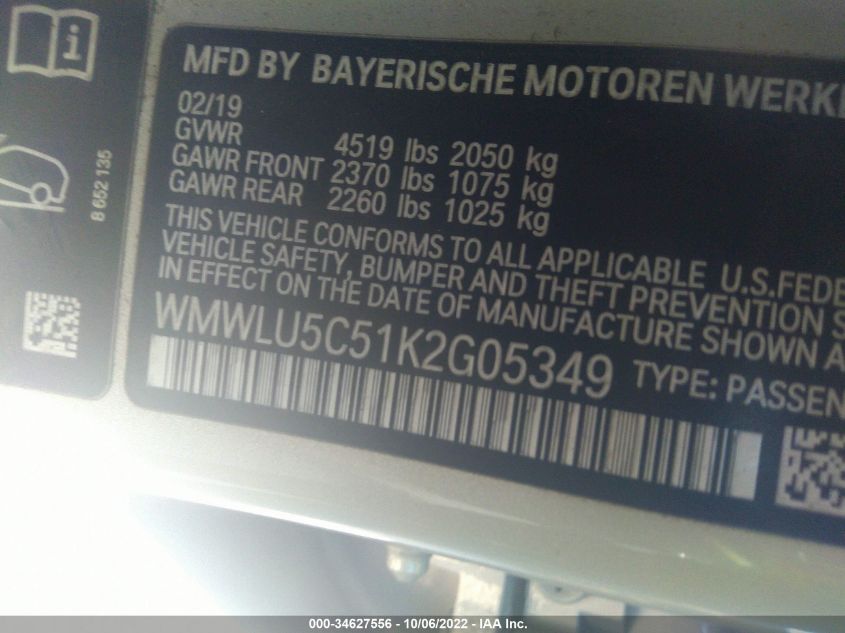 MFD BY BAYERISCHE MOTOREN
02/19
GVWR 4519 lbs 2050 kg
GAWR FRONT 2370 lbs 1075 kg
GAWR REAR 2260 lbs 1025 kg
THIS VEHICLE CONFORMS TO ALL APPLICABLE U.S.FEDE
VEHICLE SAFETY, BUMPER AND THEFT PREVENTION S
IN EFFECT ON THE DATE OF MANUFACTURE SHOWN A
WMWLU5C51K2G05349 TYPE: PASSEN
8 652 135
000-34627556 - 10/06/2022 - IAA Inc.